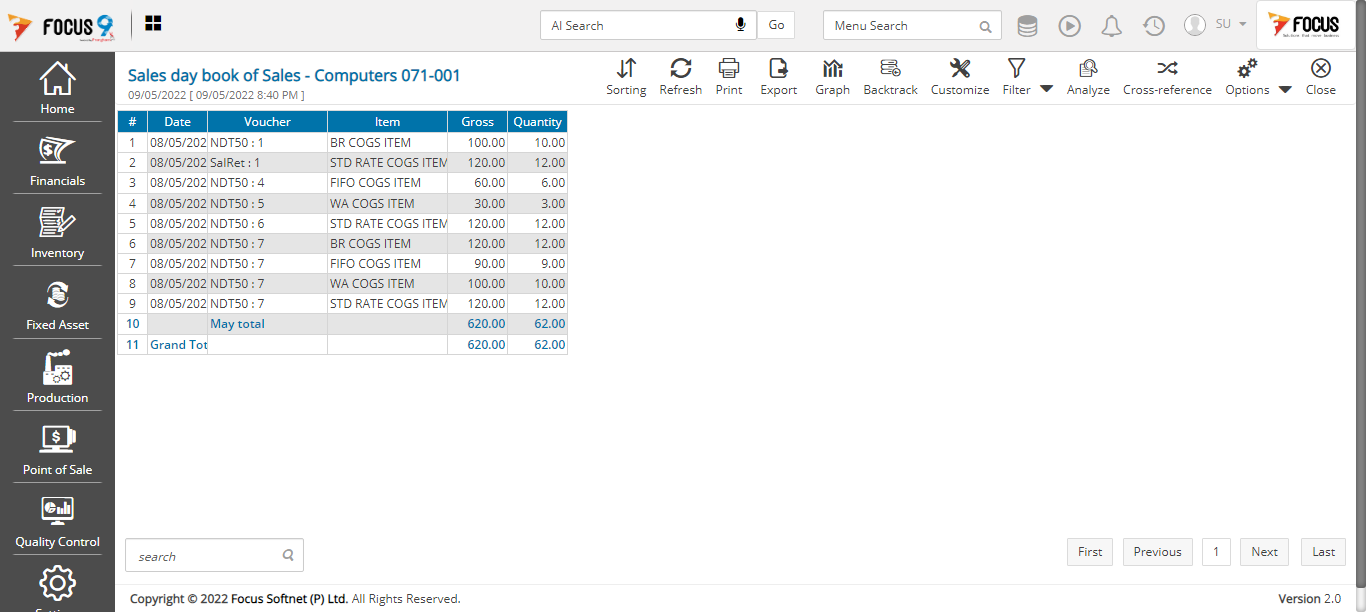 FOCUS 9
AI Search
Go
Menu Search
SU
FOCUS
Sales day book of Sales - Computers 071-001
09/05/2022 [ 09/05/2022 8:40 PM ]
Sorting Refresh Print Export Graph Backtrack Customize Filter Analyze Cross-reference Options Close
Home
Financials
Inventory
Fixed Asset
Production
Point of Sale
Quality Control
# Date Voucher Item Gross Quantity
1 08/05/202 NDT50 : 1 BR COGS ITEM 100.00 10.00
2 08/05/202 SalRet : 1 STD RATE COGS ITEM 120.00 12.00
3 08/05/202 NDT50 : 4 FIFO COGS ITEM 60.00 6.00
4 08/05/202 NDT50 : 5 WA COGS ITEM 30.00 3.00
5 08/05/202 NDT50 : 6 STD RATE COGS ITEM 120.00 12.00
6 08/05/202 NDT50 : 7 BR COGS ITEM 120.00 12.00
7 08/05/202 NDT50 : 7 FIFO COGS ITEM 90.00 9.00
8 08/05/202 NDT50 : 7 WA COGS ITEM 100.00 10.00
9 08/05/202 NDT50 : 7 STD RATE COGS ITEM 120.00 12.00
10 May total 620.00 62.00
11 Grand Tot 620.00 62.00
search
First Previous 1 Next Last
Copyright © 2022 Focus Softnet (P) Ltd. All Rights Reserved.
Version 2.0